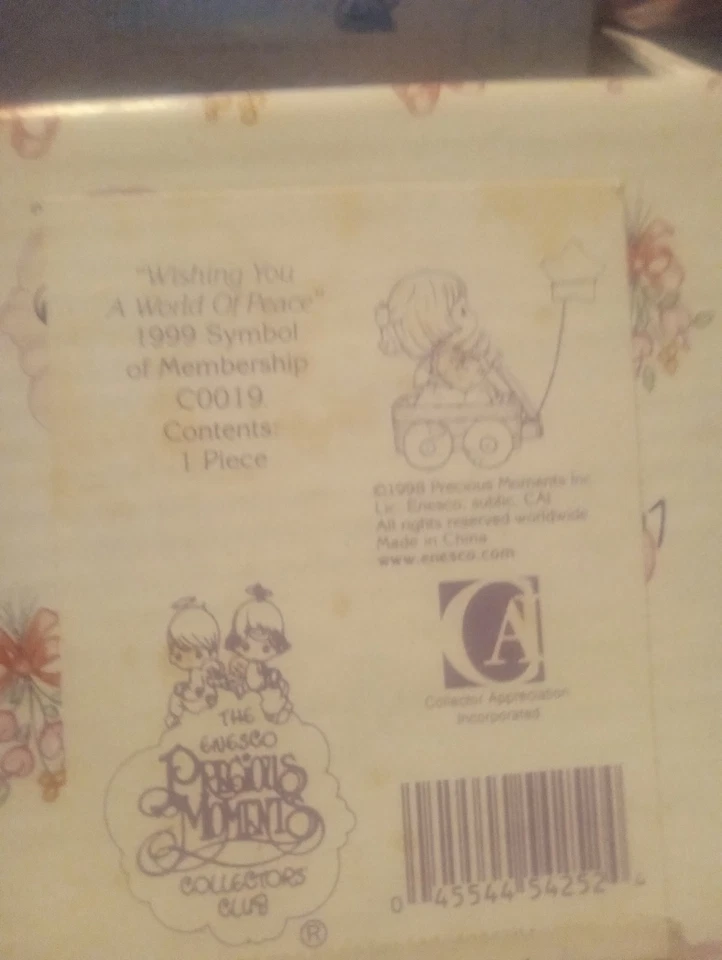 "Wishing You
A World Of Peace"
1999 Symbol
of Membership
C0019
Contents:
1 Piece
©1998 Precious Moments Inc.
Lic. Enesco, subbc. CAI
All rights reserved worldwide
Made in China
www.enesco.com
CAI
Collector Appreciation
Incorporated
THE
ENESCO
PRECIOUS
MOMENTS
COLLECTORS
CLUB
®
0 45544 54252